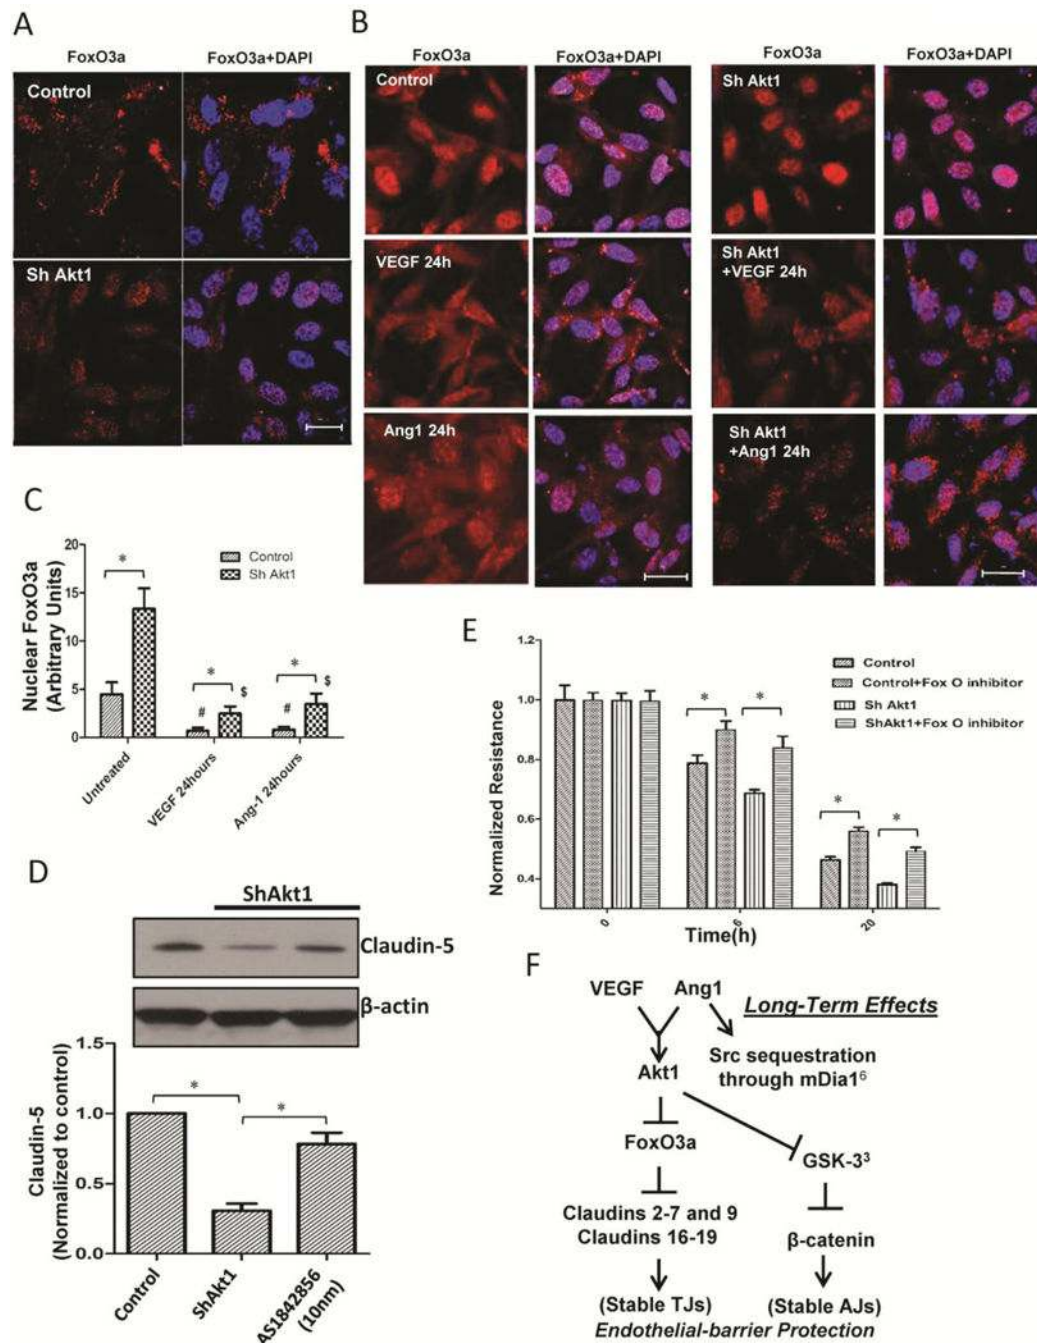 A
FoxO3a
FoxO3a+DAPI
Control
Sh Akt1
B
FoxO3a
FoxO3a+DAPI
FoxO3a
FoxO3a+DAPI
Control
Sh Akt1
VEGF 24h
Sh Akt1
+VEGF 24h
Ang1 24h
Sh Akt1
+Ang1 24h
C
Nuclear FoxO3a
(Arbitrary Units)
20
15
10
5
0
*
*
*
#
$
#
$
Control
Sh Akt1
Untreated
VEGF 24hours
Ang-1 24hours
D
ShAkt1
Claudin-5
β-actin
Claudin-5
(Normalized to control)
1.5
1.0
0.5
0.0
*
*
Control
ShAkt1
AS1842856
(10nm)
E
Normalized Resistance
1.2
1.0
0.8
0.6
0.4
*
*
*
*
Control
Control+Fox O inhibitor
Sh Akt1
ShAkt1+Fox O inhibitor
0
6
20
Time(h)
F
VEGF Ang1
Long-Term Effects
Src sequestration
through mDia1⁶
Akt1
FoxO3a
GSK-3³
Claudins 2-7 and 9
Claudins 16-19
β-catenin
(Stable TJs) (Stable AJs)
Endothelial-barrier Protection